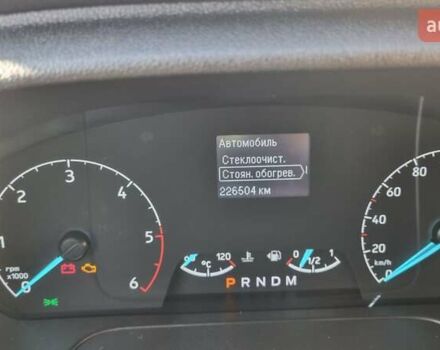 au
Автомобиль
Стеклоочист.
Стоян. обогрев.
226504 км
0 1 2 3 4 5 6
rpm
x1000
120
°C
0 1/2 1
P R N D M
0 20 40 60 80
km/h